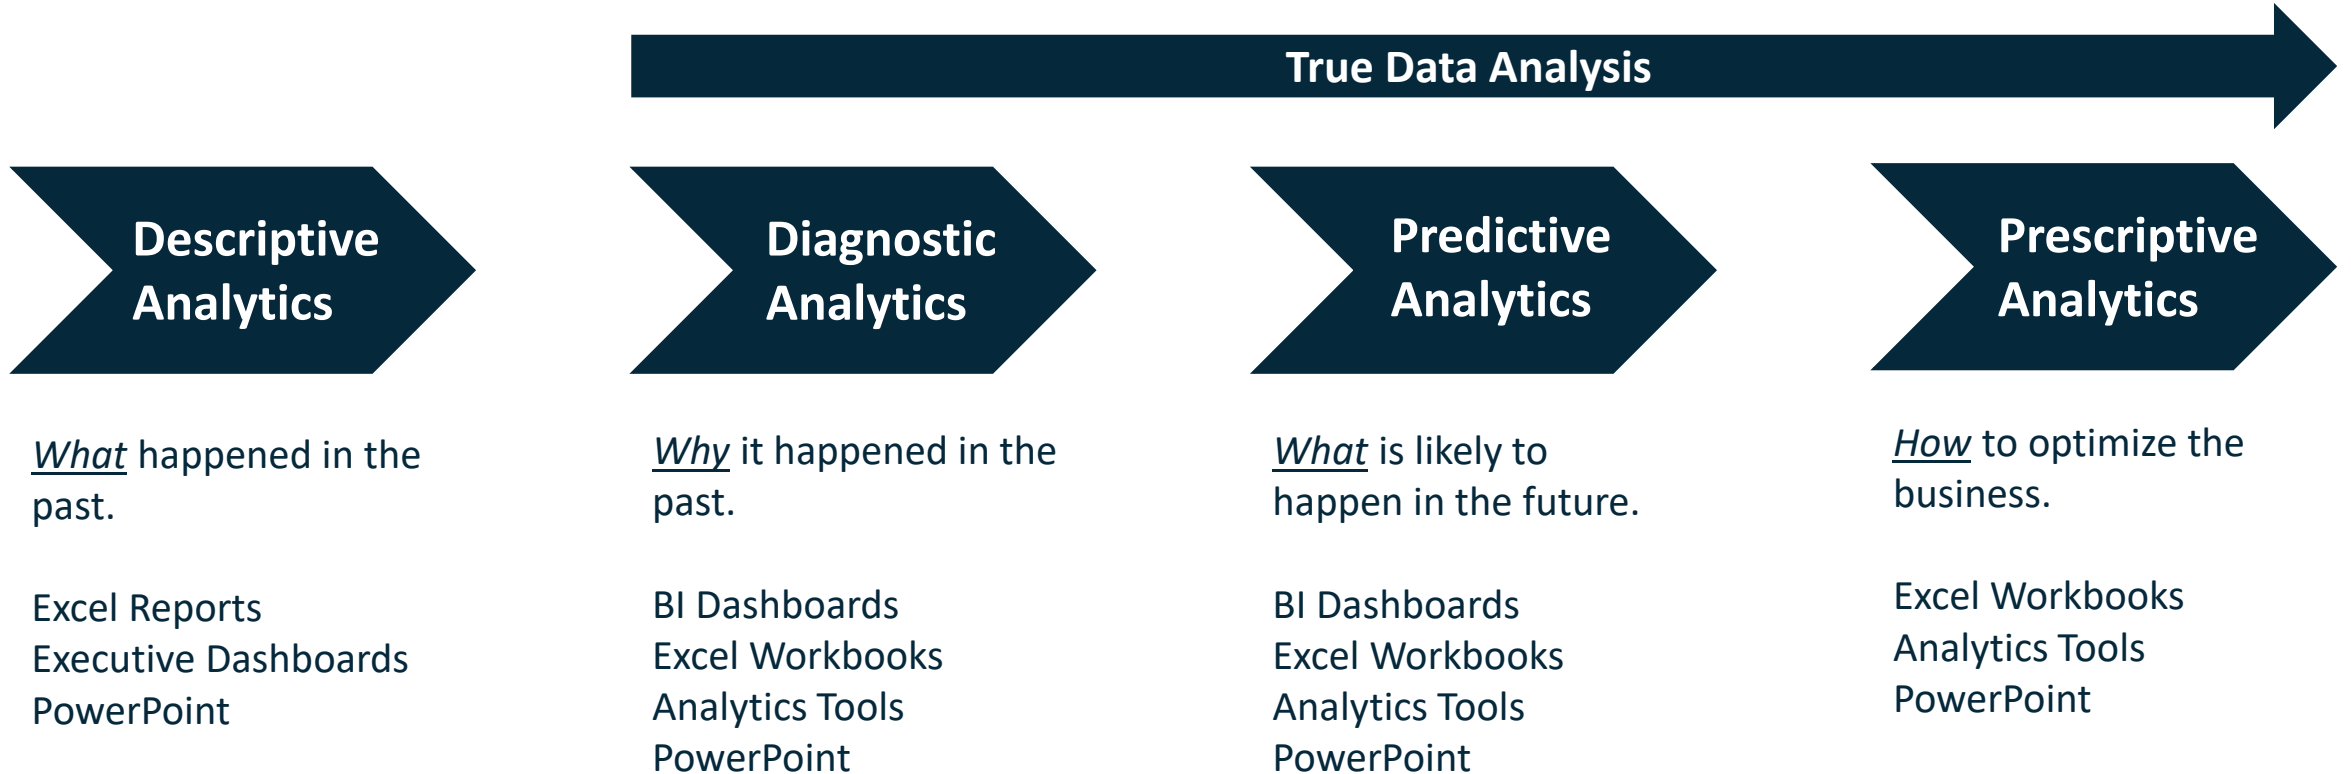 True Data Analysis
Descriptive
Analytics
Diagnostic
Analytics
Predictive
Analytics
Prescriptive
Analytics
What happened in the
past.
Excel Reports
Executive Dashboards
PowerPoint
Why it happened in the
past.
BI Dashboards
Excel Workbooks
Analytics Tools
PowerPoint
What is likely to
happen in the future.
BI Dashboards
Excel Workbooks
Analytics Tools
PowerPoint
How to optimize the
business.
Excel Workbooks
Analytics Tools
PowerPoint